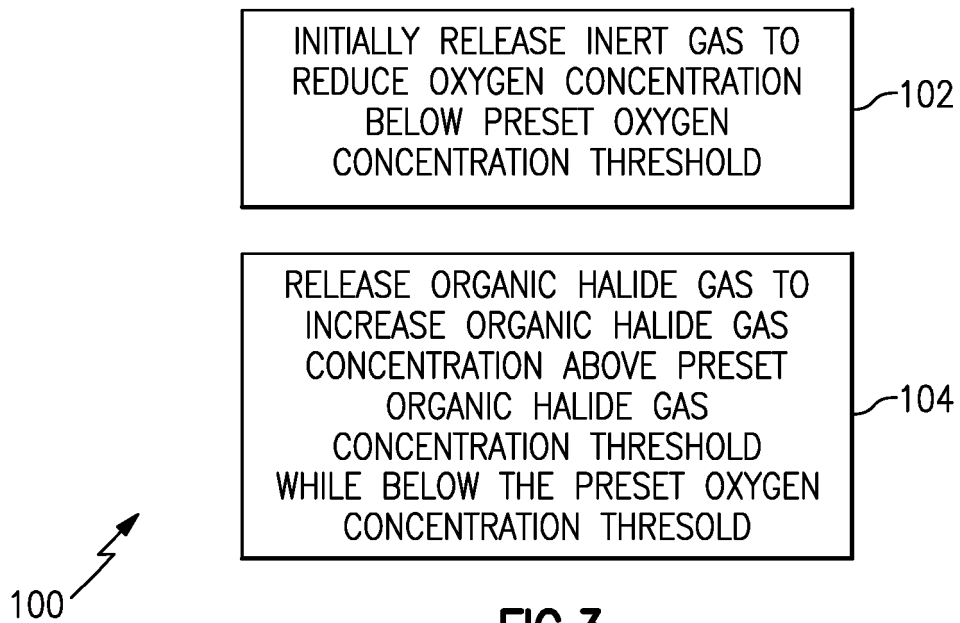 INITIALLY RELEASE INERT GAS TO
REDUCE OXYGEN CONCENTRATION
BELOW PRESET OXYGEN
CONCENTRATION THRESHOLD
102
RELEASE ORGANIC HALIDE GAS TO
INCREASE ORGANIC HALIDE GAS
CONCENTRATION ABOVE PRESET
ORGANIC HALIDE GAS
CONCENTRATION THRESHOLD
WHILE BELOW THE PRESET OXYGEN
CONCENTRATION THRESOLD
104
100
FIG.3